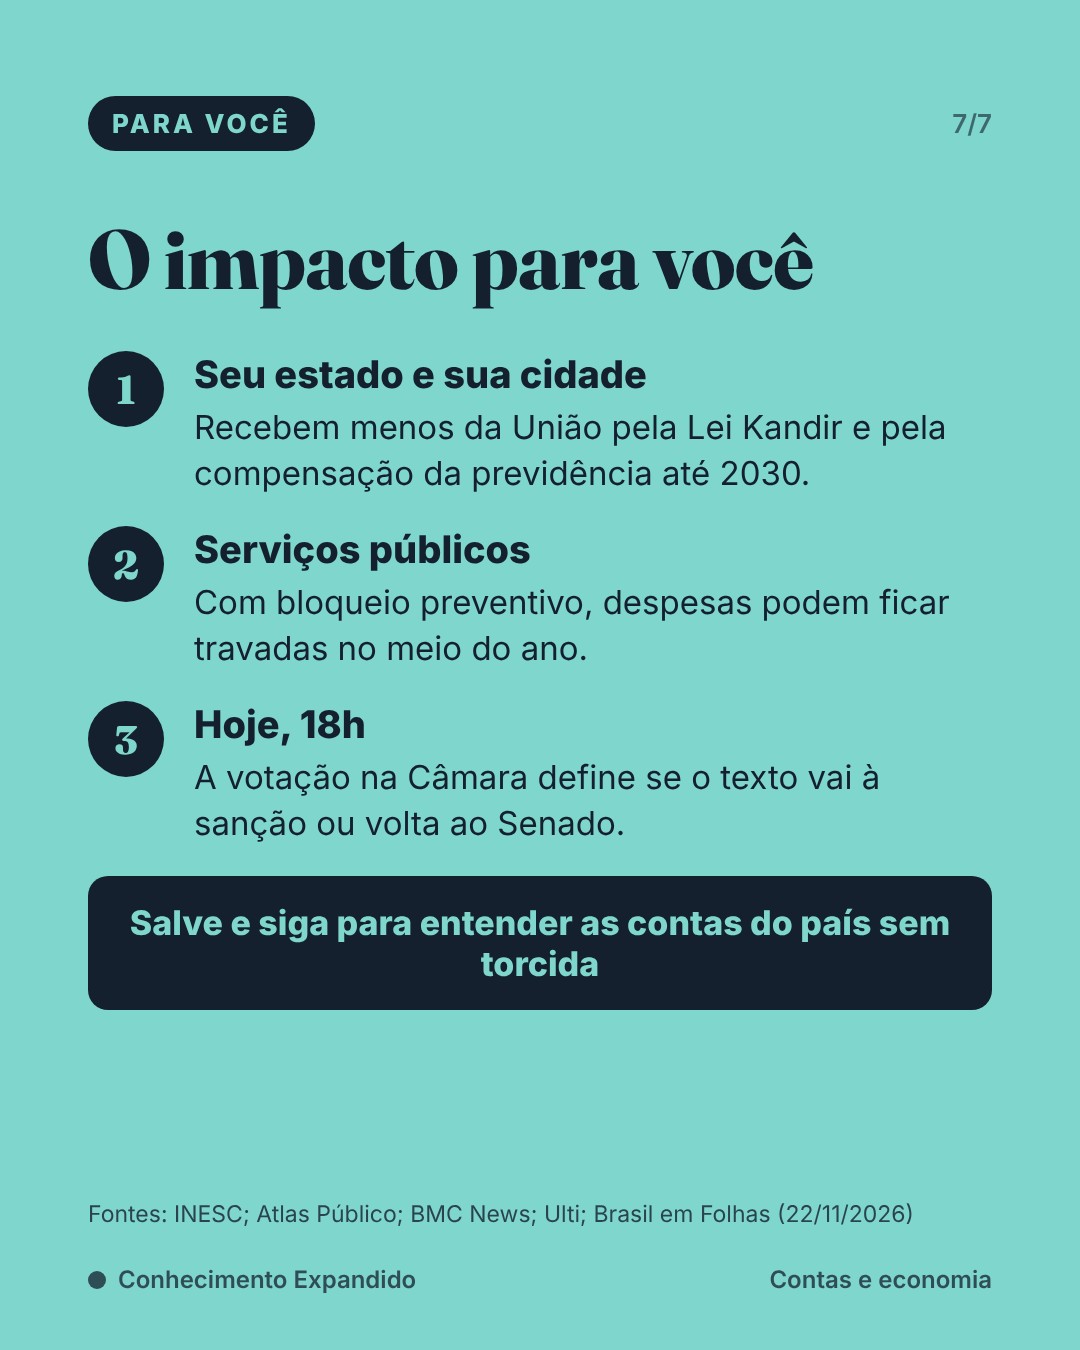 PARA VOCÊ
7/7
O impacto para você
1
Seu estado e sua cidade
Recebem menos da União pela Lei Kandir e pela
compensação da previdência até 2030.
2
Serviços públicos
Com bloqueio preventivo, despesas podem ficar
travadas no meio do ano.
3
Hoje, 18h
A votação na Câmara define se o texto vai à
sanção ou volta ao Senado.
Salve e siga para entender as contas do país sem
torcida
Fontes: INESC; Atlas Público; BMC News; Ulti; Brasil em Folhas (22/11/2026)
Conhecimento Expandido
Contas e economia